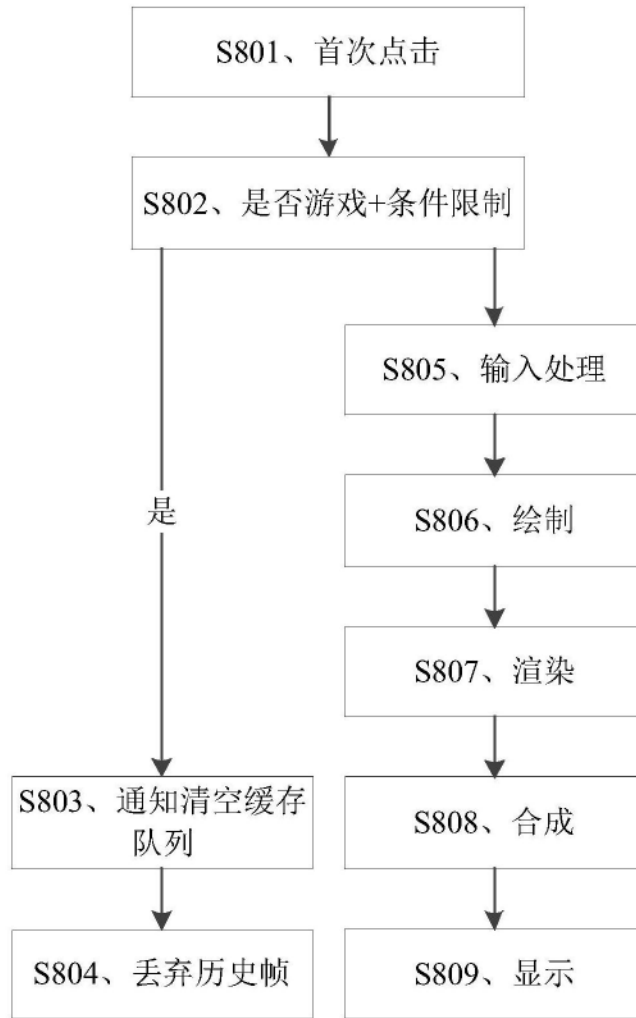 S801、首次点击
S802、是否游戏+条件限制
S805、输入处理
S806、绘制
是
S807、渲染
S803、通知清空缓存
队列
S808、合成
S804、丢弃历史帧
S809、显示